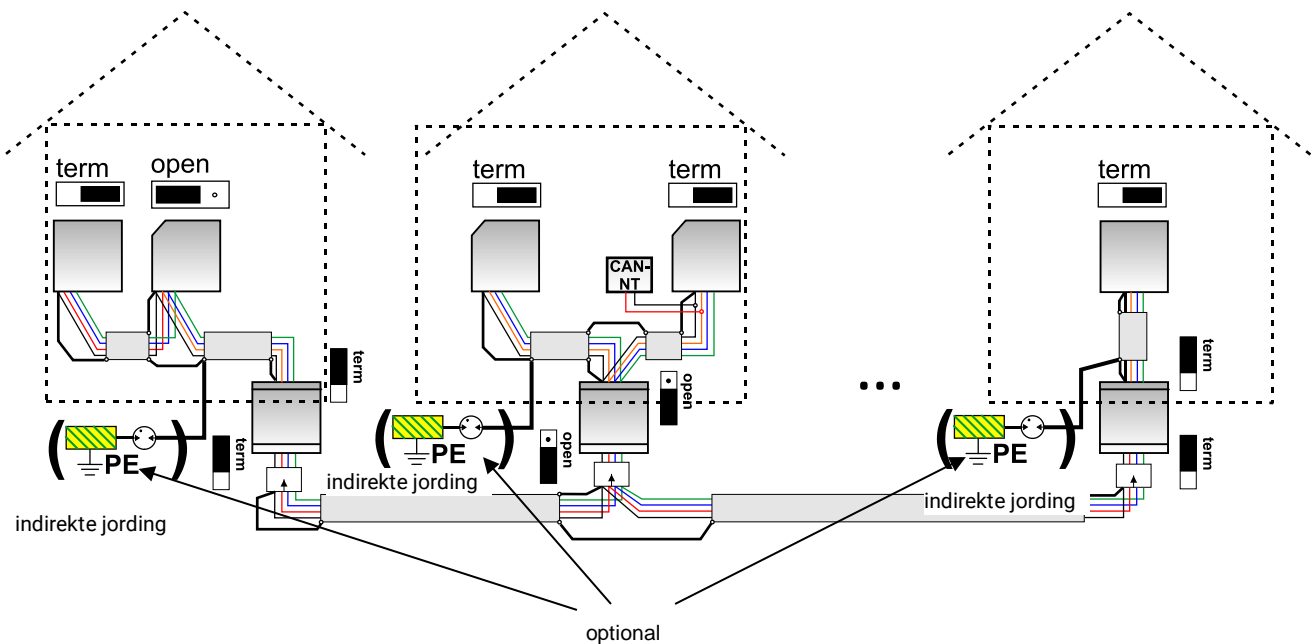 term
open
term
term
term
CAN-
NT
term
term
open
...
( PE )
term
( PE )
open
( PE )
term
indirekte jording
indirekte jording
indirekte jording
optional